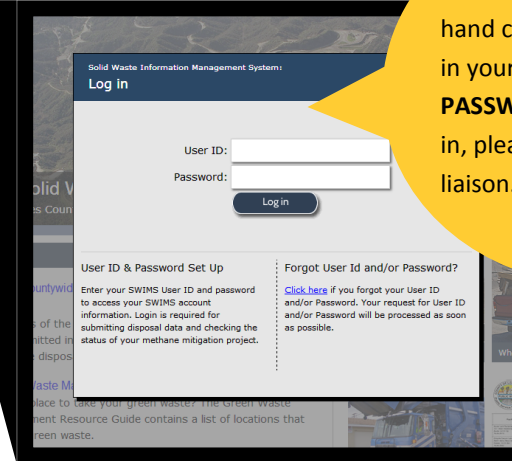 hand c
in your
PASSW
in, plea
liaison.
Solid Waste Information Management System:
Log in
User ID:
Password:
Log in
User ID & Password Set Up
Enter your SWIMS User ID and password
to access your SWIMS account
information. Login is required for
submitting disposal data and checking the
status of your methane mitigation project.
Forgot User Id and/or Password?
Click here if you forgot your User ID
and/or Password. Your request for User ID
and/or Password will be processed as soon
as possible.
olid W
es Coun
untywid
s of the
mitted in
dispos
Waste Ma
place to take your green waste? The Green Waste
ment Resource Guide contains a list of locations that
reen waste.
Wh